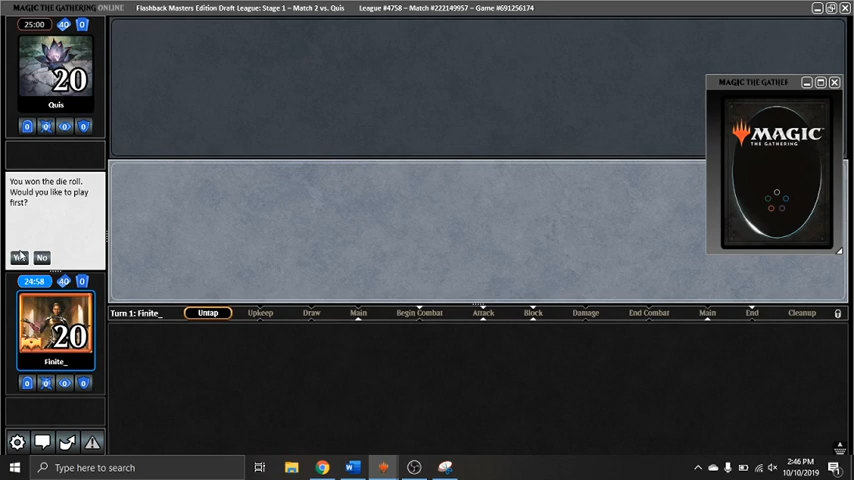 MAGIC THE GATHERING ONLINE
Flashback Masters Edition Draft League: Stage 1 – Match 2 vs. Quis
League #4758 – Match #222149957 – Game #691256174
25:00
40
0
20
Quis
0 0 0 0
MAGIC THE GATHER
MAGIC
THE GATHERING
You won the die roll.
Would you like to play
first?
No
24:58
40
0
20
Finite_
0 0 0 0
Turn 1: Finite_
Untap
Upkeep
Draw
Main
Begin Combat
Attack
Block
Damage
End Combat
Main
End
Cleanup
Type here to search
2:46 PM
10/10/2019